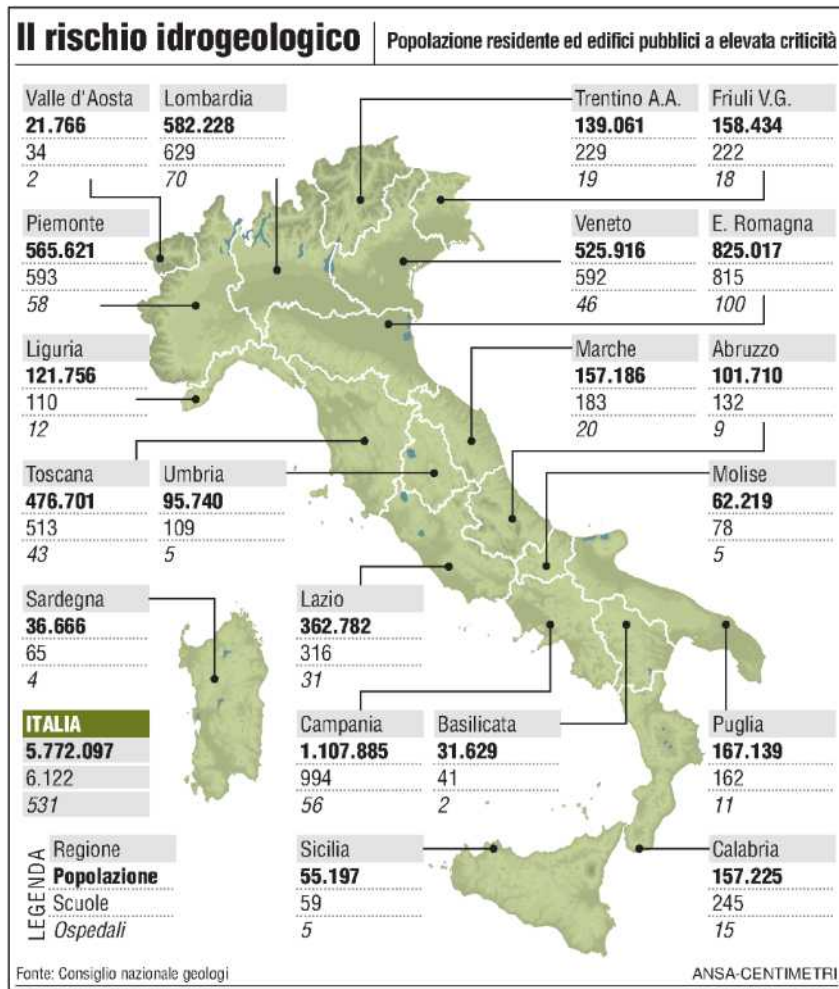 Il rischio idrogeologico
Popolazione residente ed edifici pubblici a elevata criticità
Valle d'Aosta
21.766
34
2
Lombardia
582.228
629
70
Trentino A.A.
139.061
229
19
Friuli V.G.
158.434
222
18
Piemonte
565.621
593
58
Veneto
525.916
592
46
E. Romagna
825.017
815
100
Liguria
121.756
110
12
Marche
157.186
183
20
Abruzzo
101.710
132
9
Toscana
476.701
513
43
Umbria
95.740
109
5
Molise
62.219
78
5
Sardegna
36.666
65
4
Lazio
362.782
316
31
ITALIA
5.772.097
6.122
531
Campania
1.107.885
994
56
Basilicata
31.629
41
2
Puglia
167.139
162
11
LEGENDA
Regione
Popolazione
Scuole
Ospedali
Sicilia
55.197
59
5
Calabria
157.225
245
15
Fonte: Consiglio nazionale geologi
ANSA-CENTIMETRI